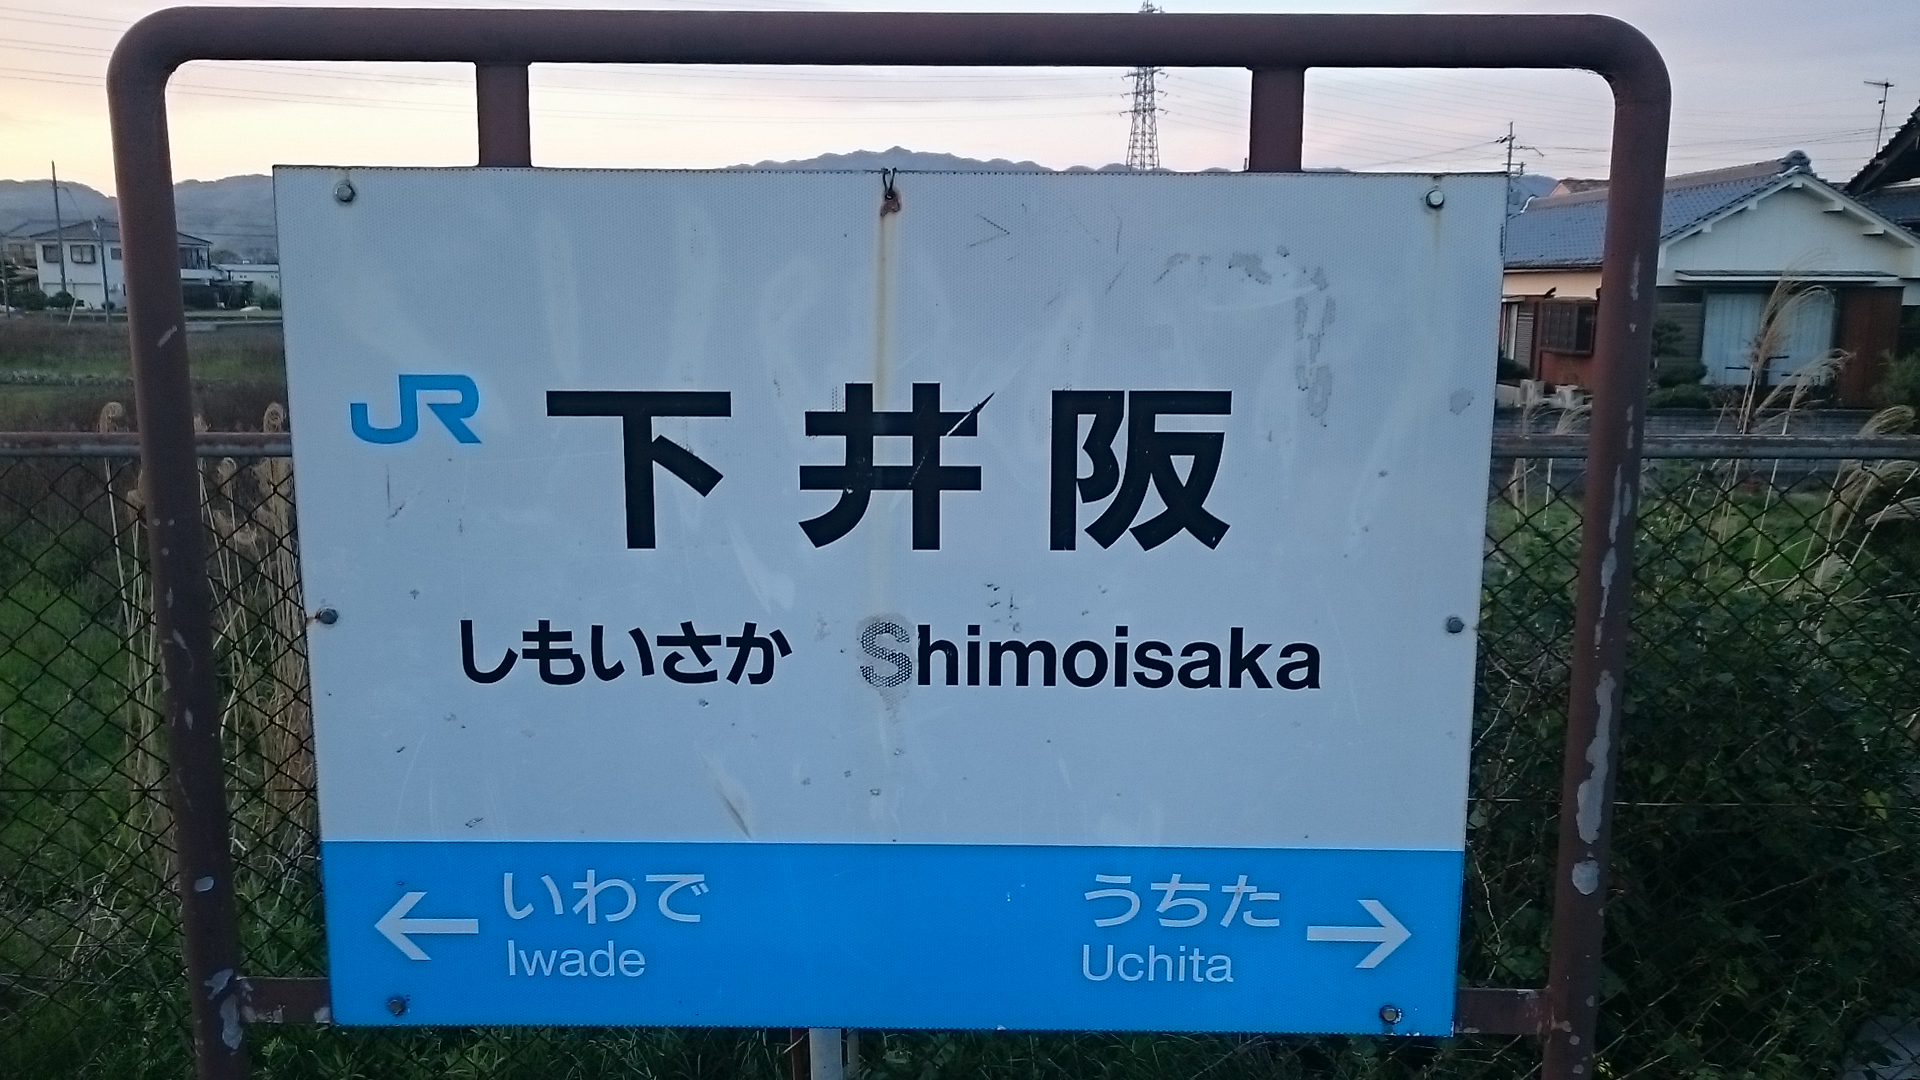 JR 下井阪
しもいさか Shimoisaka
← いわで
Iwade
うちた →
Uchita